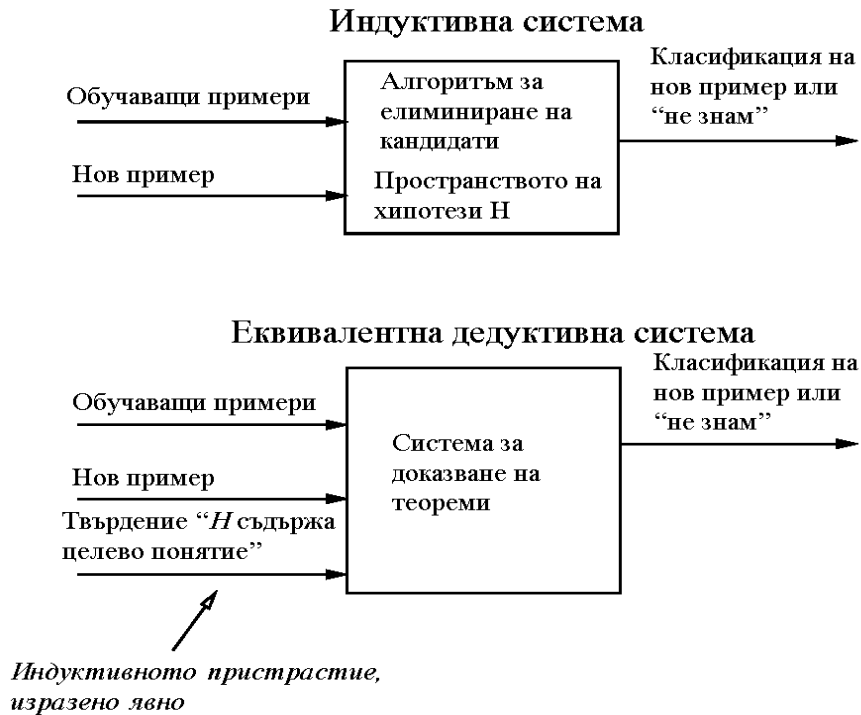 Индуктивна система
Обучаващи примери
Нов пример
Алгоритъм за
елиминиране на
кандидати
Пространството на
хипотези Н
Класификация на
нов пример или
“не знам”
Еквивалентна дедуктивна система
Обучаващи примери
Нов пример
Твърдение “Н съдържа
целево понятие”
Система за
доказване на
теореми
Класификация на
нов пример или
“не знам”
Индуктивното пристрастие,
изразено явно